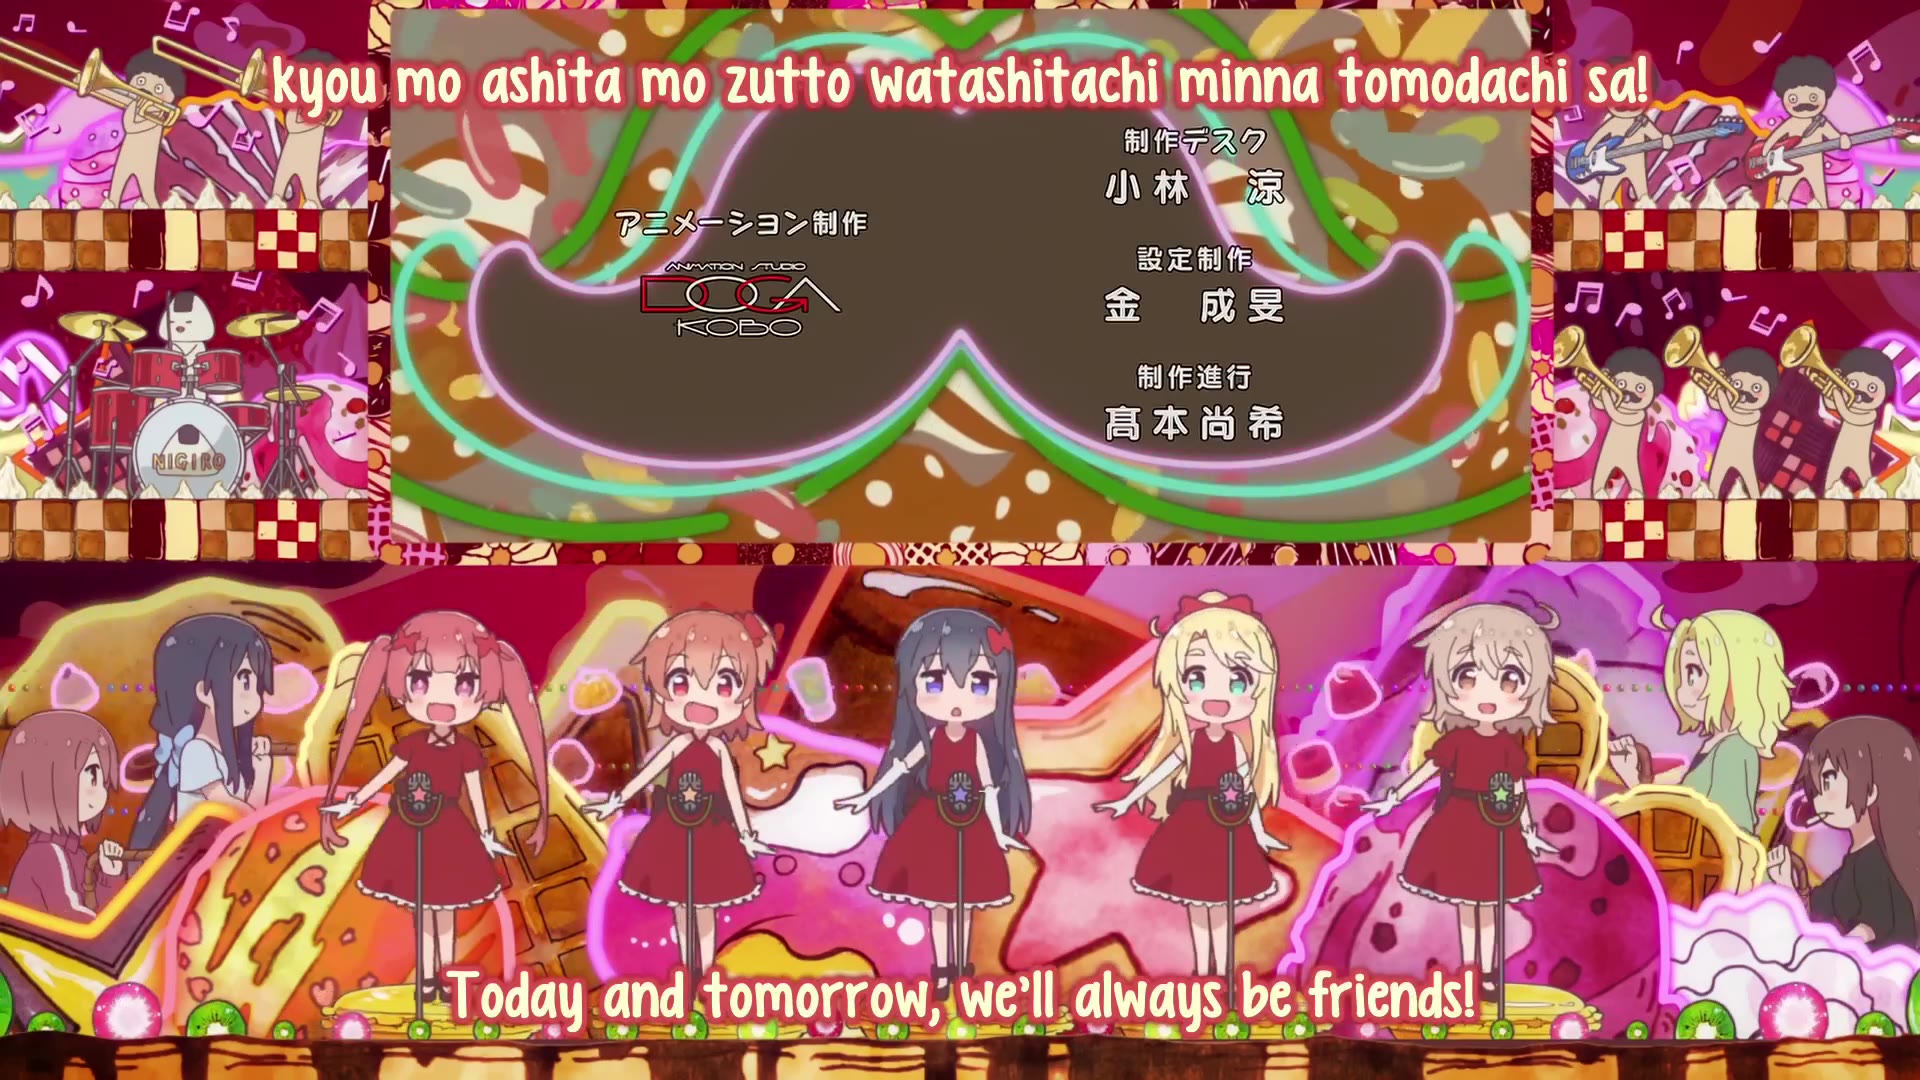 kyou mo ashita mo zutto watashitachi minna tomodachi sa!
アニメーション制作
ANIMATION STUDIO
DOGA
KOBO
制作デスク
小林 涼
設定制作
金 成旻
制作進行
髙本尚希
NIGIRO
Today and tomorrow, we'll always be friends!